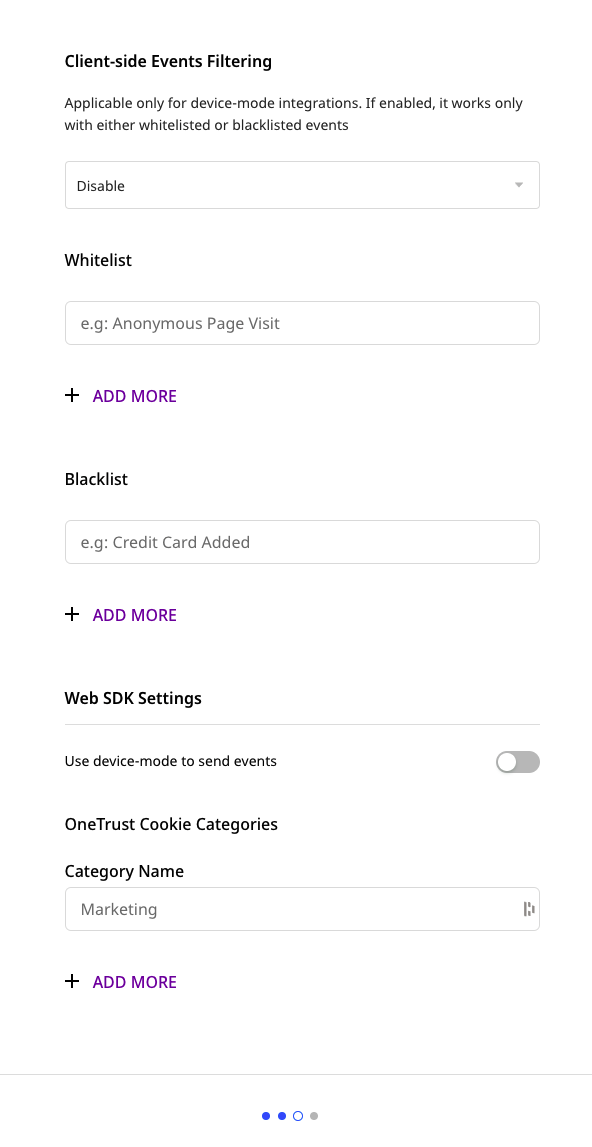 Client-side Events Filtering
Applicable only for device-mode integrations. If enabled, it works only
with either whitelisted or blacklisted events
Disable
Whitelist
e.g: Anonymous Page Visit
ADD MORE
Blacklist
e.g: Credit Card Added
ADD MORE
Web SDK Settings
Use device-mode to send events
OneTrust Cookie Categories
Category Name
Marketing
ADD MORE